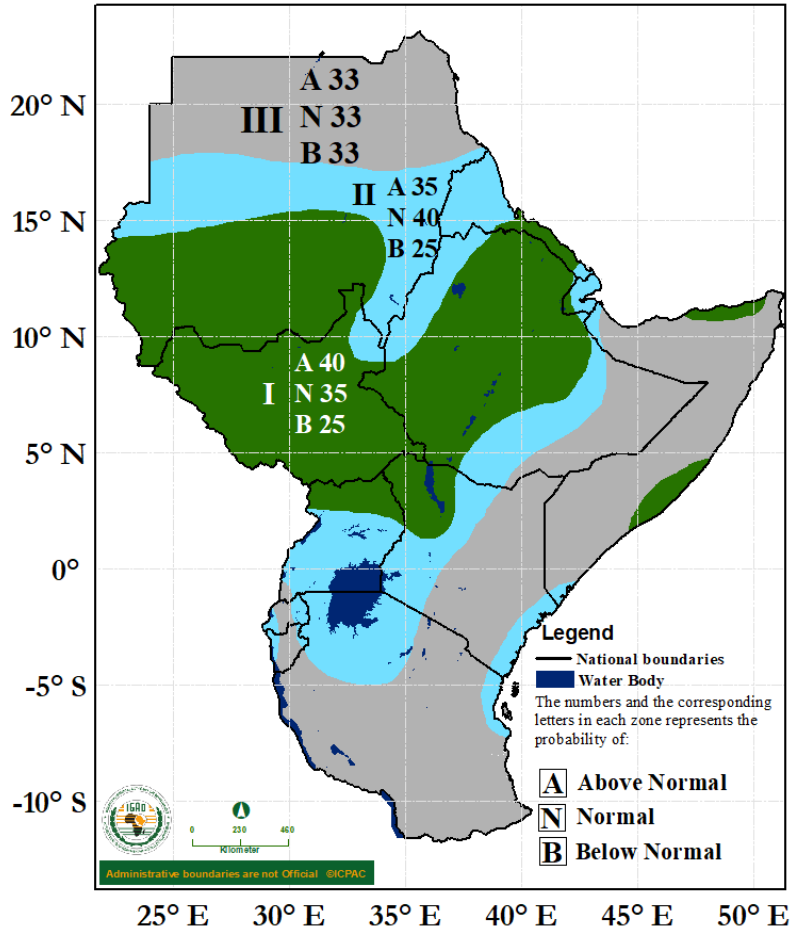 20° N
15° N
10° N
5° N
0°
-5° S
-10° S
A 33
III N 33
B 33
II A 35
N 40
B 25
A 40
I N 35
B 25
Legend
National boundaries
Water Body
The numbers and the corresponding
letters in each zone represents the
probability of:
A Above Normal
N Normal
B Below Normal
IGAD
0 230 460
Kilometer
Administrative boundaries are not Official ©ICPAC
25° E 30° E 35° E 40° E 45° E 50° E